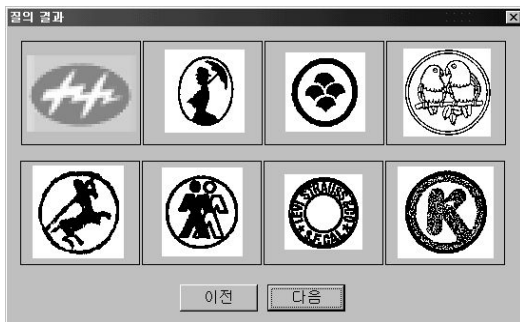 질의 결과
LEVI STRAUSS & CO.
S.F. CAL.
K
이전
다음